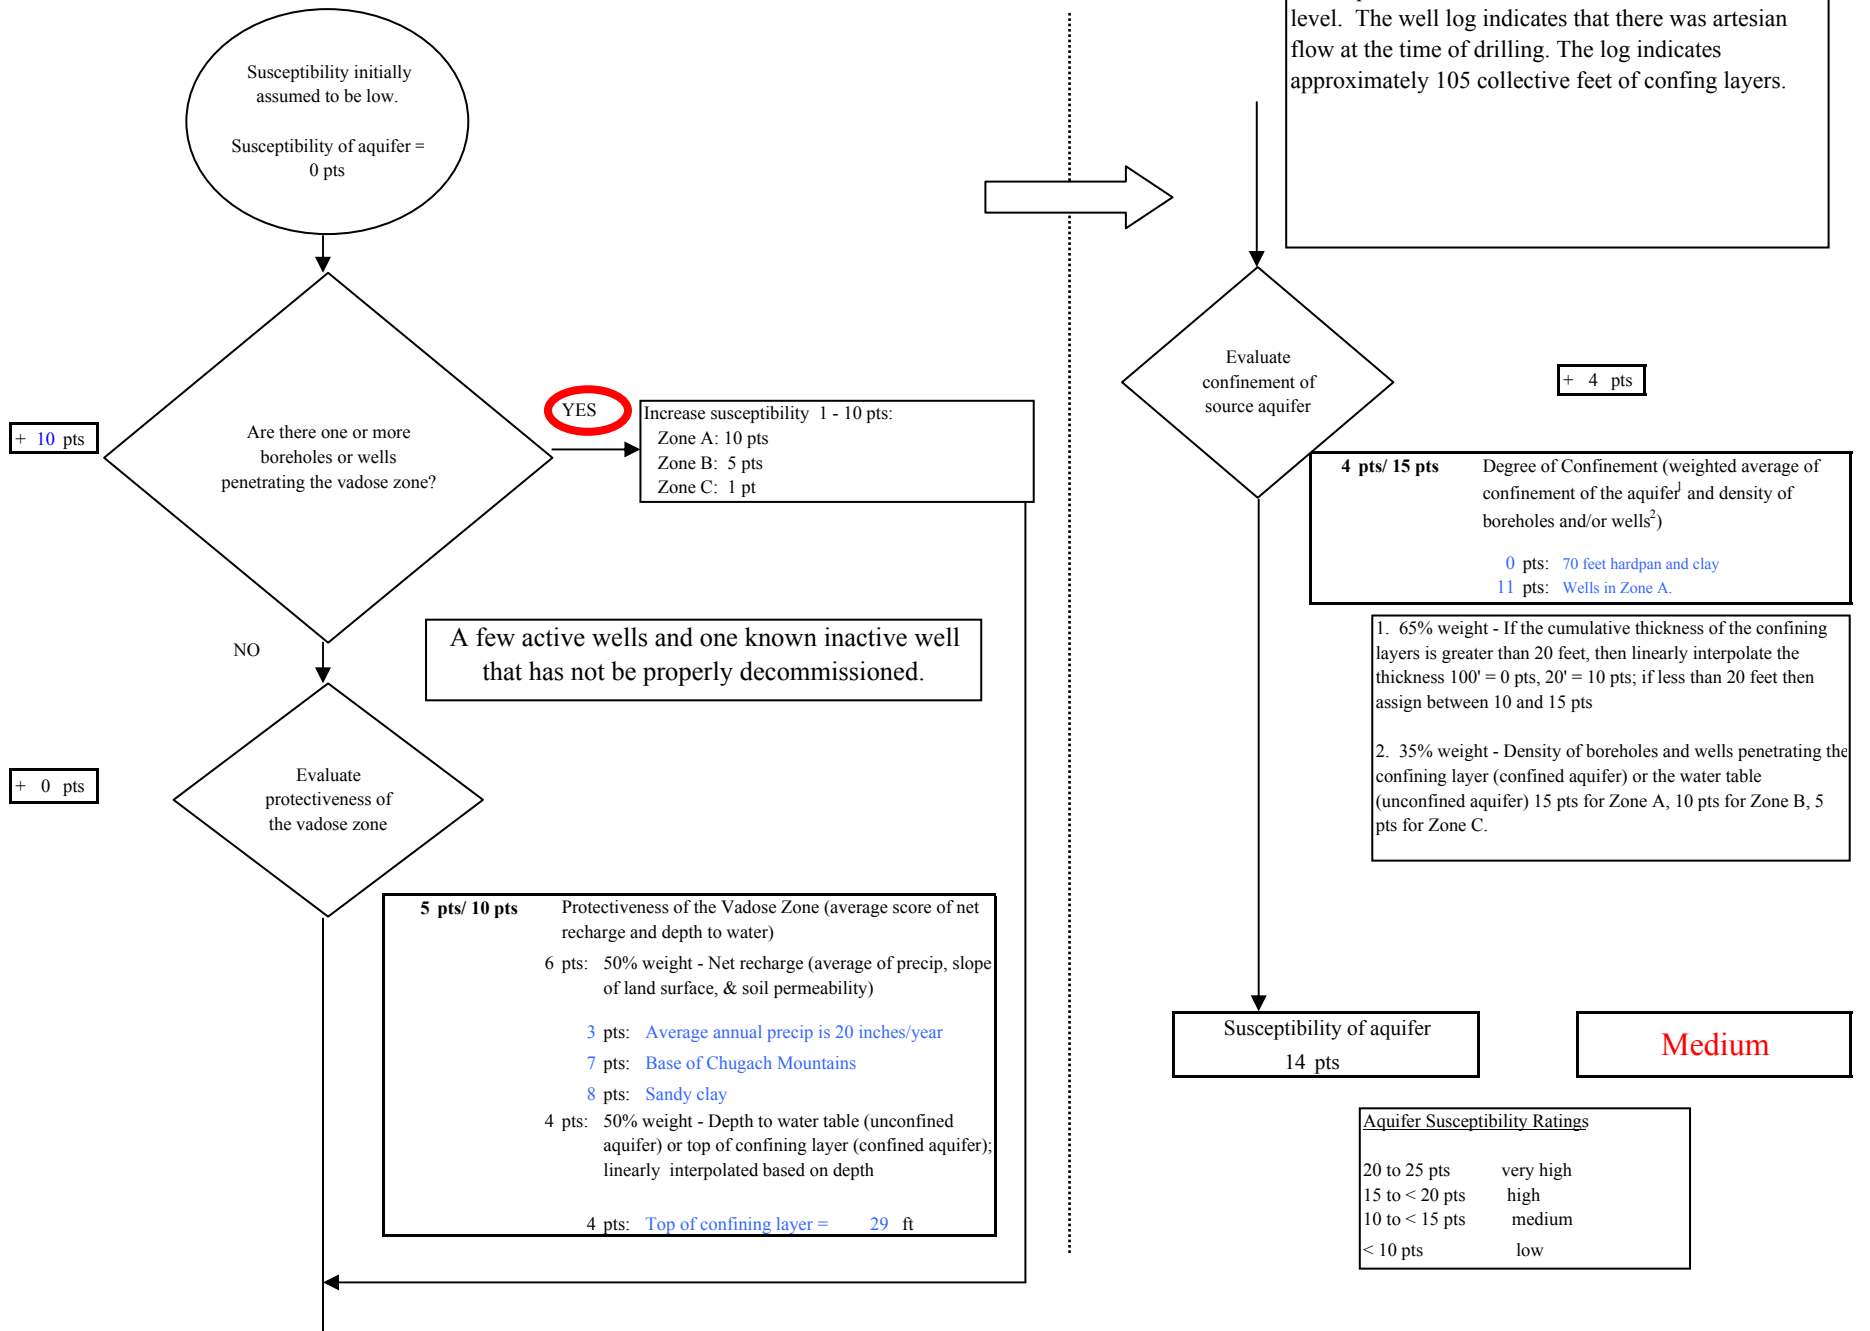 Susceptibility initially
assumed to be low.
Susceptibility of aquifer =
0 pts
+ 10 pts
Are there one or more
boreholes or wells
penetrating the vadose zone?
YES
Increase susceptibility 1 - 10 pts:
Zone A: 10 pts
Zone B: 5 pts
Zone C: 1 pt
NO
A few active wells and one known inactive well
that has not be properly decommissioned.
+ 0 pts
Evaluate
protectiveness of
the vadose zone
5 pts/ 10 pts Protectiveness of the Vadose Zone (average score of net
recharge and depth to water)
6 pts: 50% weight - Net recharge (average of precip, slope
of land surface, & soil permeability)
3 pts: Average annual precip is 20 inches/year
7 pts: Base of Chugach Mountains
8 pts: Sandy clay
4 pts: 50% weight - Depth to water table (unconfined
aquifer) or top of confining layer (confined aquifer);
linearly interpolated based on depth
4 pts: Top of confining layer = 29 ft
level. The well log indicates that there was artesian
flow at the time of drilling. The log indicates
approximately 105 collective feet of confing layers.
Evaluate
confinement of
source aquifer
+ 4 pts
4 pts/ 15 pts Degree of Confinement (weighted average of
confinement of the aquifer1 and density of
boreholes and/or wells2)
0 pts: 70 feet hardpan and clay
11 pts: Wells in Zone A.
1. 65% weight - If the cumulative thickness of the confining
layers is greater than 20 feet, then linearly interpolate the
thickness 100' = 0 pts, 20' = 10 pts; if less than 20 feet then
assign between 10 and 15 pts
2. 35% weight - Density of boreholes and wells penetrating the
confining layer (confined aquifer) or the water table
(unconfined aquifer) 15 pts for Zone A, 10 pts for Zone B, 5
pts for Zone C.
Susceptibility of aquifer
14 pts
Medium
Aquifer Susceptibility Ratings
20 to 25 pts very high
15 to < 20 pts high
10 to < 15 pts medium
< 10 pts low